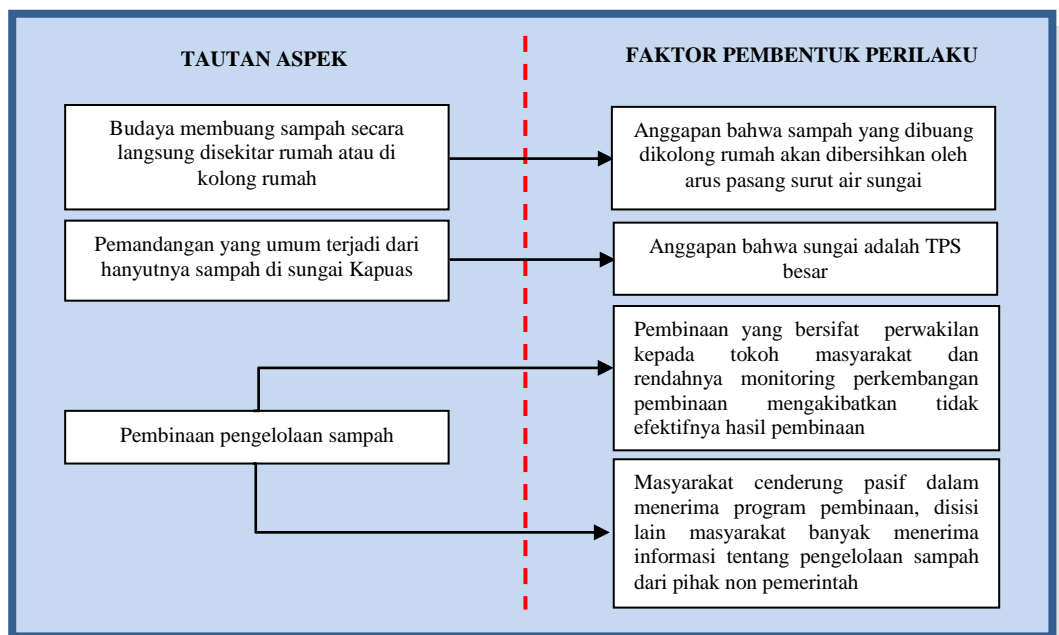 TAUTAN ASPEK
FAKTOR PEMBENTUK PERILAKU
Budaya membuang sampah secara
langsung disekitar rumah atau di
kolong rumah
Anggapan bahwa sampah yang dibuang
dikolong rumah akan dibersihkan oleh
arus pasang surut air sungai
Pemandangan yang umum terjadi dari
hanyutnya sampah di sungai Kapuas
Anggapan bahwa sungai adalah TPS
besar
Pembinaan pengelolaan sampah
Pembinaan yang bersifat perwakilan
kepada tokoh masyarakat dan
rendahnya monitoring perkembangan
pembinaan mengakibatkan tidak
efektifnya hasil pembinaan
Masyarakat cenderung pasif dalam
menerima program pembinaan, disisi
lain masyarakat banyak menerima
informasi tentang pengelolaan sampah
dari pihak non pemerintah